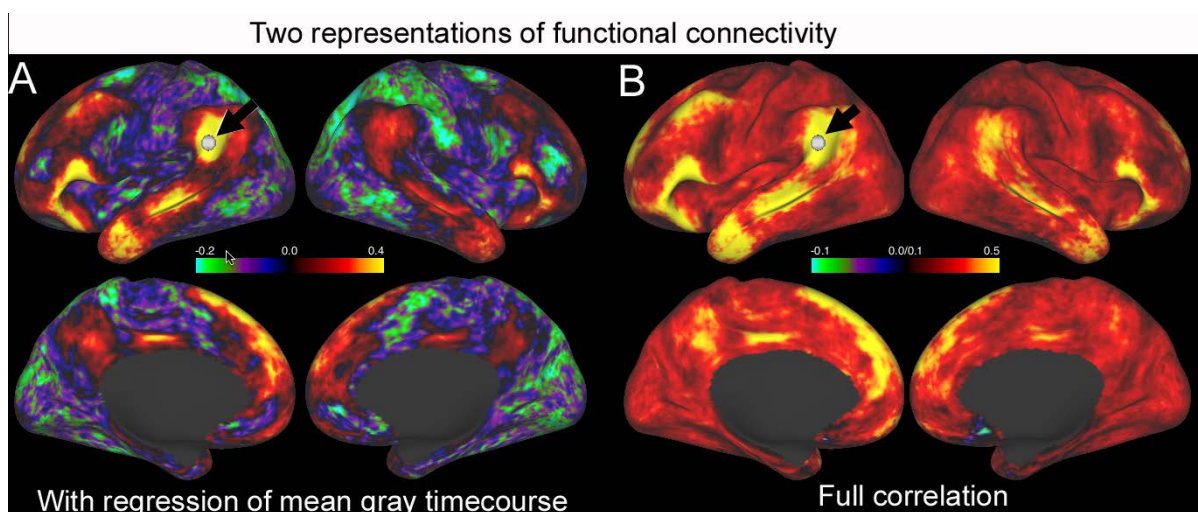 Two representations of functional connectivity
A
B
-0.2 0.0 0.4
-0.1 0.0/0.1 0.5
With regression of mean gray timecourse
Full correlation